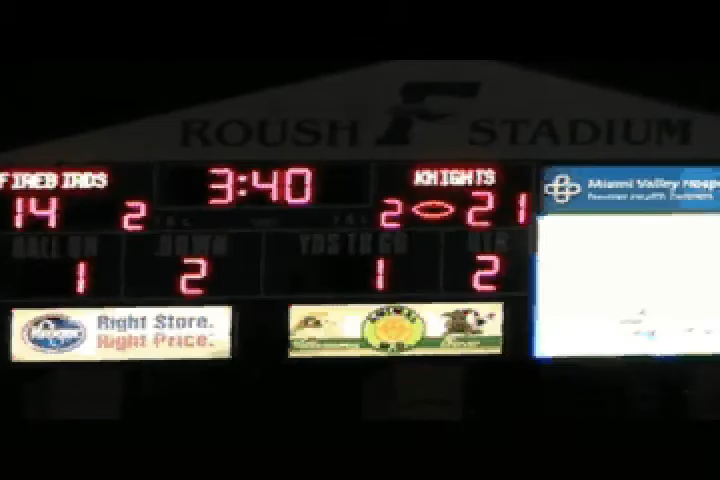 ROUSH F STADIUM
FIREBIRDS 3:40 KNIGHTS
14 2 2 21 1
BALL ON DOWN YDS TO GO QTR
1 2 1 2
Miami Valley Hosp
Right Store.
Right Price.